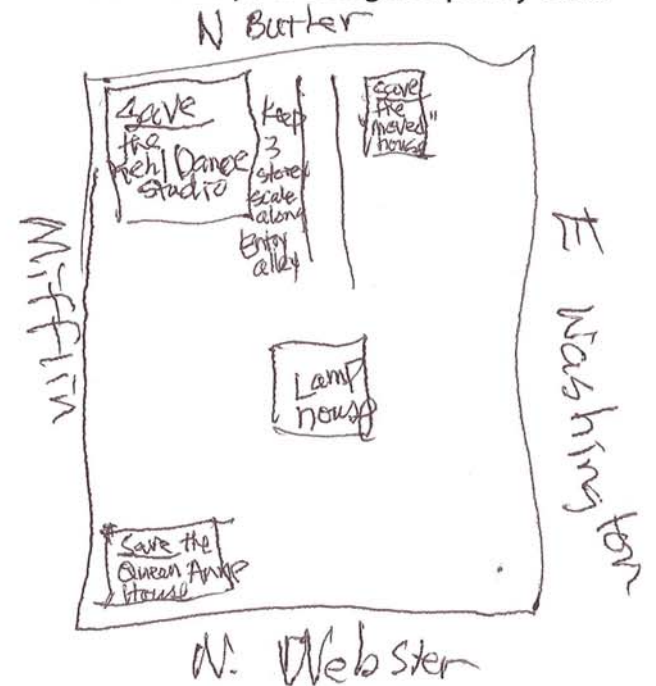 N Butler
Save
the
Kehl Dance
Studio
Keep
3
story
scale
along
Entry
alley
save
the
"moved"
house
Mifflin
E Washington
Lamp
house
Save the
Queen Anne
House
N. Webster